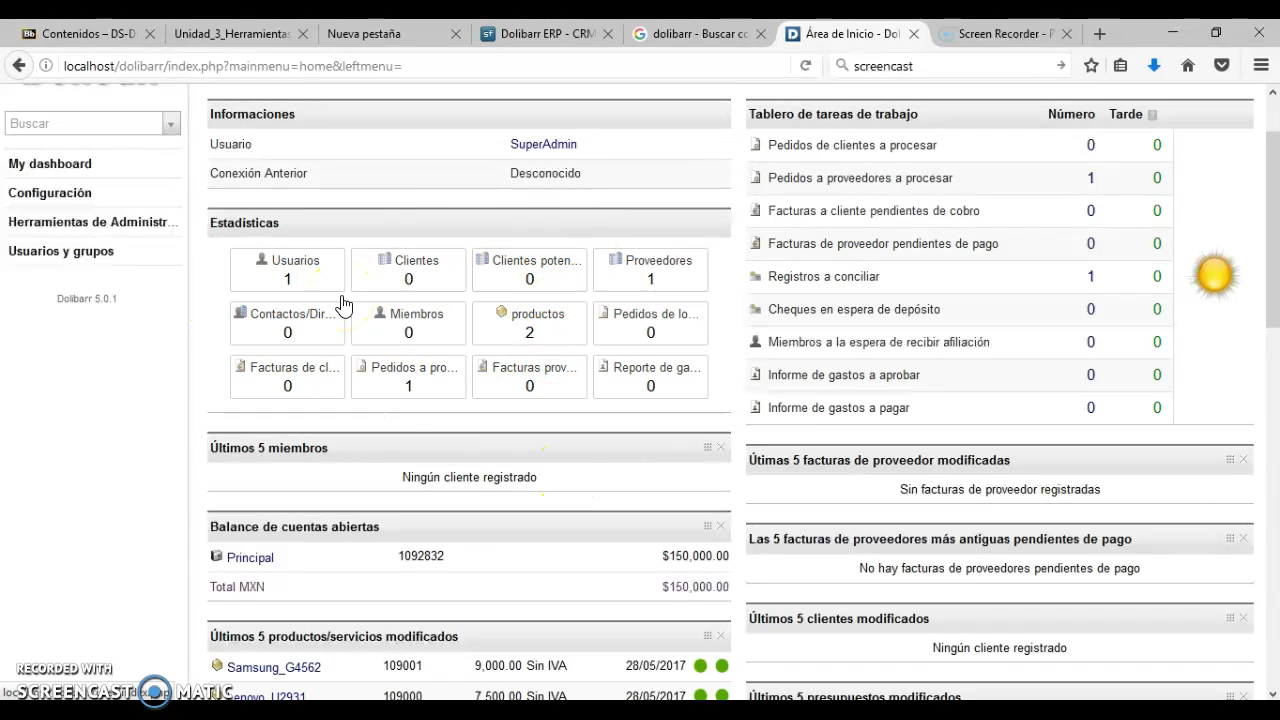 Contenidos – DS-D
Unidad_3_Herramientas
Nueva pestaña
Dolibarr ERP - CRM
dolibarr - Buscar co
Área de Inicio - Dol
Screen Recorder - R
localhost/dolibarr/index.php?mainmenu=home&leftmenu=
screencast
Buscar
My dashboard
Configuración
Herramientas de Administr...
Usuarios y grupos
Dolibarr 5.0.1
Informaciones
Usuario SuperAdmin
Conexión Anterior Desconocido
Estadísticas
Usuarios Clientes Clientes poten... Proveedores
1 0 0 1
Contactos/Dir... Miembros productos Pedidos de lo...
0 0 2 0
Facturas de cl... Pedidos a pro... Facturas prov... Reporte de ga...
0 1 0 0
Últimos 5 miembros
Ningún cliente registrado
Balance de cuentas abiertas
Principal 1092832 $150,000.00
Total MXN $150,000.00
Últimos 5 productos/servicios modificados
Samsung_G4562 109001 9,000.00 Sin IVA 28/05/2017
Lenovo_U2931 109000 7,500.00 Sin IVA 28/05/2017
Tablero de tareas de trabajo Número Tarde ?
Pedidos de clientes a procesar 0 0
Pedidos a proveedores a procesar 1 0
Facturas a cliente pendientes de cobro 0 0
Facturas de proveedor pendientes de pago 0 0
Registros a conciliar 1 0
Cheques en espera de depósito 0 0
Miembros a la espera de recibir afiliación 0 0
Informe de gastos a aprobar 0 0
Informe de gastos a pagar 0 0
Útimas 5 facturas de proveedor modificadas
Sin facturas de proveedor registradas
Las 5 facturas de proveedores más antiguas pendientes de pago
No hay facturas de proveedores pendientes de pago
Últimos 5 clientes modificados
Ningún cliente registrado
Últimos 5 presupuestos modificados
RECORDED WITH
SCREENCAST MATIC